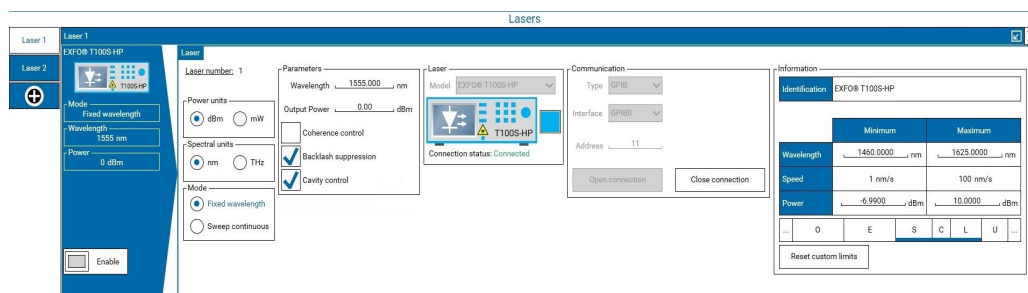 Lasers
Laser 1
Laser 2
Laser 1
EXFO® T100S-HP
T100S-HP
Mode
Fixed wavelength
Wavelength
1555 nm
Power
0 dBm
Enable
Laser
Laser number: 1
Power units
dBm mW
Spectral units
nm THz
Mode
Fixed wavelength
Sweep continuous
Parameters
Wavelength 1555.000 nm
Output Power 0.00 dBm
Coherence control
Backlash suppression
Cavity control
Laser
Model EXFO® T100S-HP
T100S-HP
Connection status: Connected
Communication
Type GPIB
Interface GPIB0
Address 11
Open connection Close connection
Information
Identification EXFO® T100S-HP
Minimum Maximum
Wavelength 1460.0000 nm 1625.0000 nm
Speed 1 nm/s 100 nm/s
Power -6.9900 dBm 10.0000 dBm
... O E S C L U ...
Reset custom limits